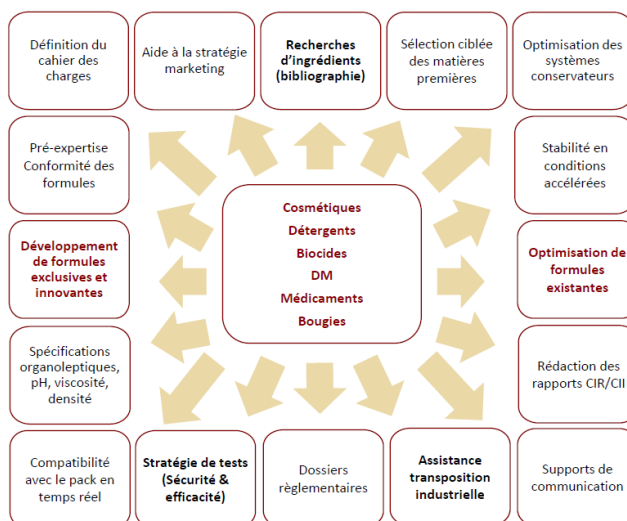 Définition du
cahier des
charges
Aide à la stratégie
marketing
Recherches
d'ingrédients
(bibliographie)
Sélection ciblée
des matières
premières
Optimisation des
systèmes
conservateurs
Pré-expertise
Conformité des
formules
Stabilité en
conditions
accélérées
Cosmétiques
Détergents
Biocides
DM
Médicaments
Bougies
Développement
de formules
exclusives et
innovantes
Optimisation de
formules
existantes
Spécifications
organoleptiques,
pH, viscosité,
densité
Rédaction des
rapports CIR/CII
Compatibilité
avec le pack en
temps réel
Stratégie de tests
(Sécurité &
efficacité)
Dossiers
règlementaires
Assistance
transposition
industrielle
Supports de
communication